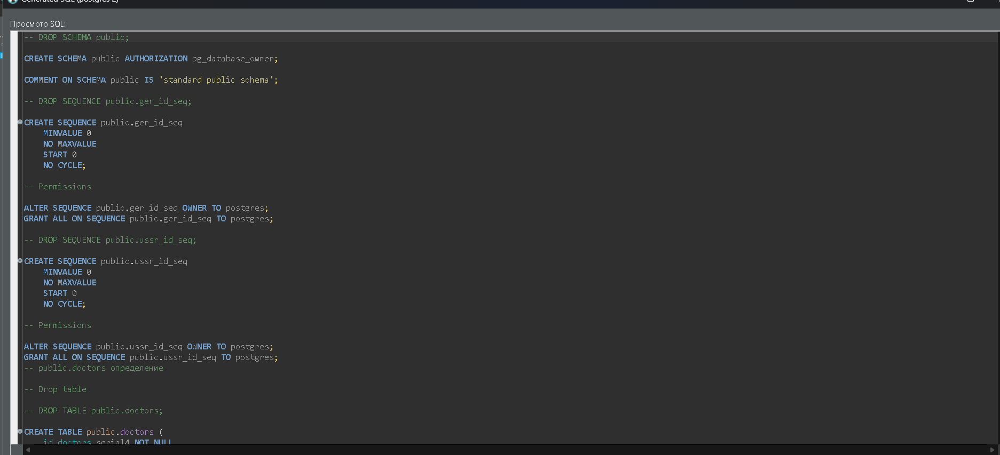 Generated SQL (postgres 2)
Просмотр SQL:
-- DROP SCHEMA public;
CREATE SCHEMA public AUTHORIZATION pg_database_owner;
COMMENT ON SCHEMA public IS 'standard public schema';
-- DROP SEQUENCE public.ger_id_seq;
CREATE SEQUENCE public.ger_id_seq
MINVALUE 0
NO MAXVALUE
START 0
NO CYCLE;
-- Permissions
ALTER SEQUENCE public.ger_id_seq OWNER TO postgres;
GRANT ALL ON SEQUENCE public.ger_id_seq TO postgres;
-- DROP SEQUENCE public.ussr_id_seq;
CREATE SEQUENCE public.ussr_id_seq
MINVALUE 0
NO MAXVALUE
START 0
NO CYCLE;
-- Permissions
ALTER SEQUENCE public.ussr_id_seq OWNER TO postgres;
GRANT ALL ON SEQUENCE public.ussr_id_seq TO postgres;
-- public.doctors определение
-- Drop table
-- DROP TABLE public.doctors;
CREATE TABLE public.doctors (
id_doctors serial4 NOT NULL